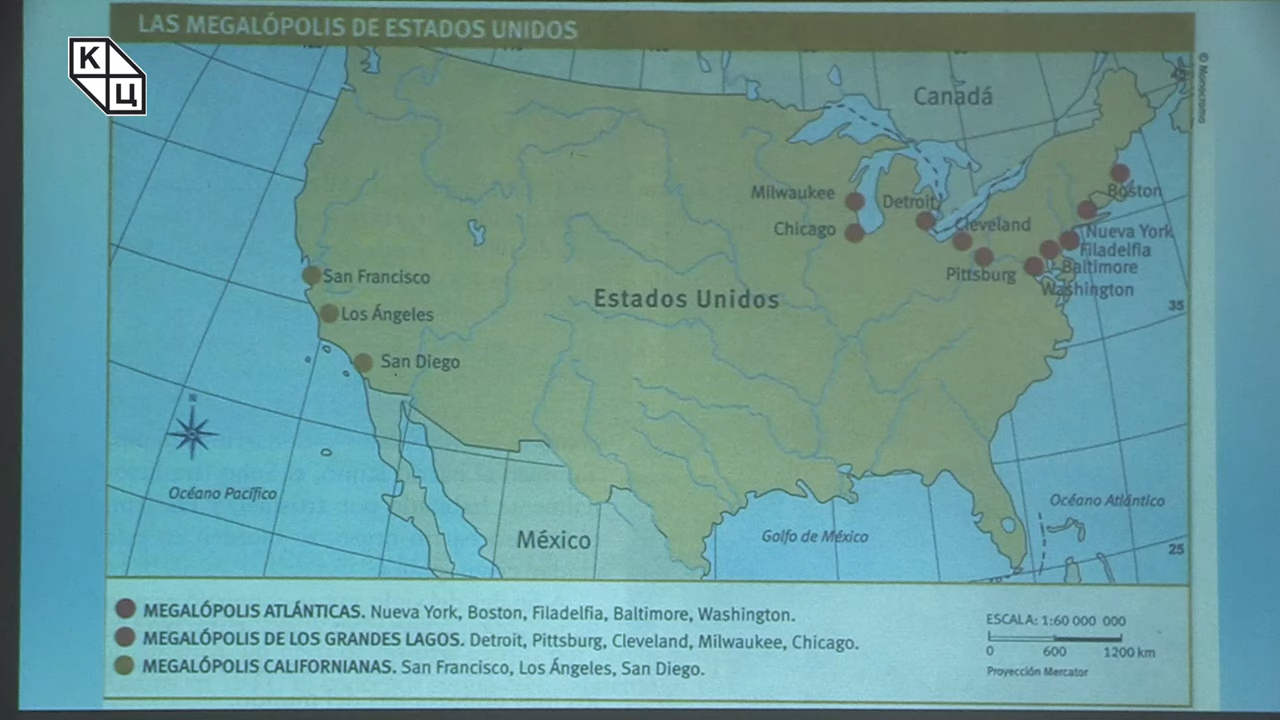 LAS MEGALÓPOLIS DE ESTADOS UNIDOS
К
Ц
© Monocromo
Canadá
Milwaukee
Detroit
Boston
Chicago
Cleveland
Nueva York
Filadelfia
Baltimore
Pittsburg
Washington
San Francisco
Estados Unidos
35
Los Ángeles
San Diego
N
Océano Pacífico
Océano Atlántico
México
Golfo de México
25
MEGALÓPOLIS ATLÁNTICAS. Nueva York, Boston, Filadelfia, Baltimore, Washington.
MEGALÓPOLIS DE LOS GRANDES LAGOS. Detroit, Pittsburg, Cleveland, Milwaukee, Chicago.
MEGALÓPOLIS CALIFORNIANAS. San Francisco, Los Ángeles, San Diego.
ESCALA: 1:60 000 000
0 600 1200 km
Proyección Mercator